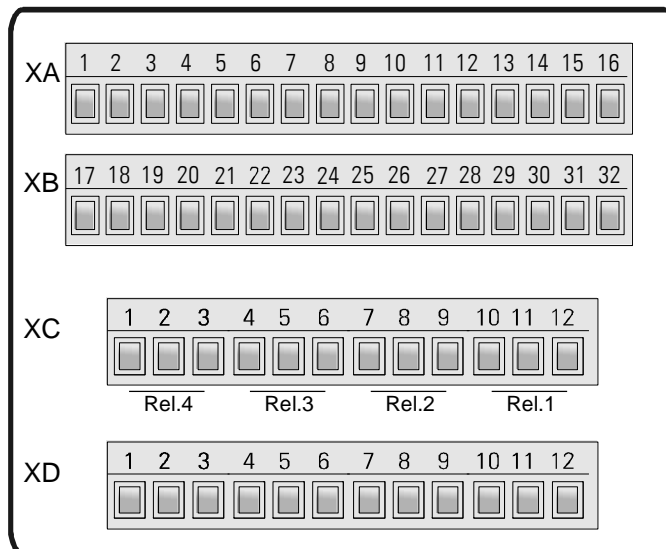 1 2 3 4 5 6 7 8 9 10 11 12 13 14 15 16
XA
17 18 19 20 21 22 23 24 25 26 27 28 29 30 31 32
XB
1 2 3 4 5 6 7 8 9 10 11 12
XC
Rel.4 Rel.3 Rel.2 Rel.1
1 2 3 4 5 6 7 8 9 10 11 12
XD